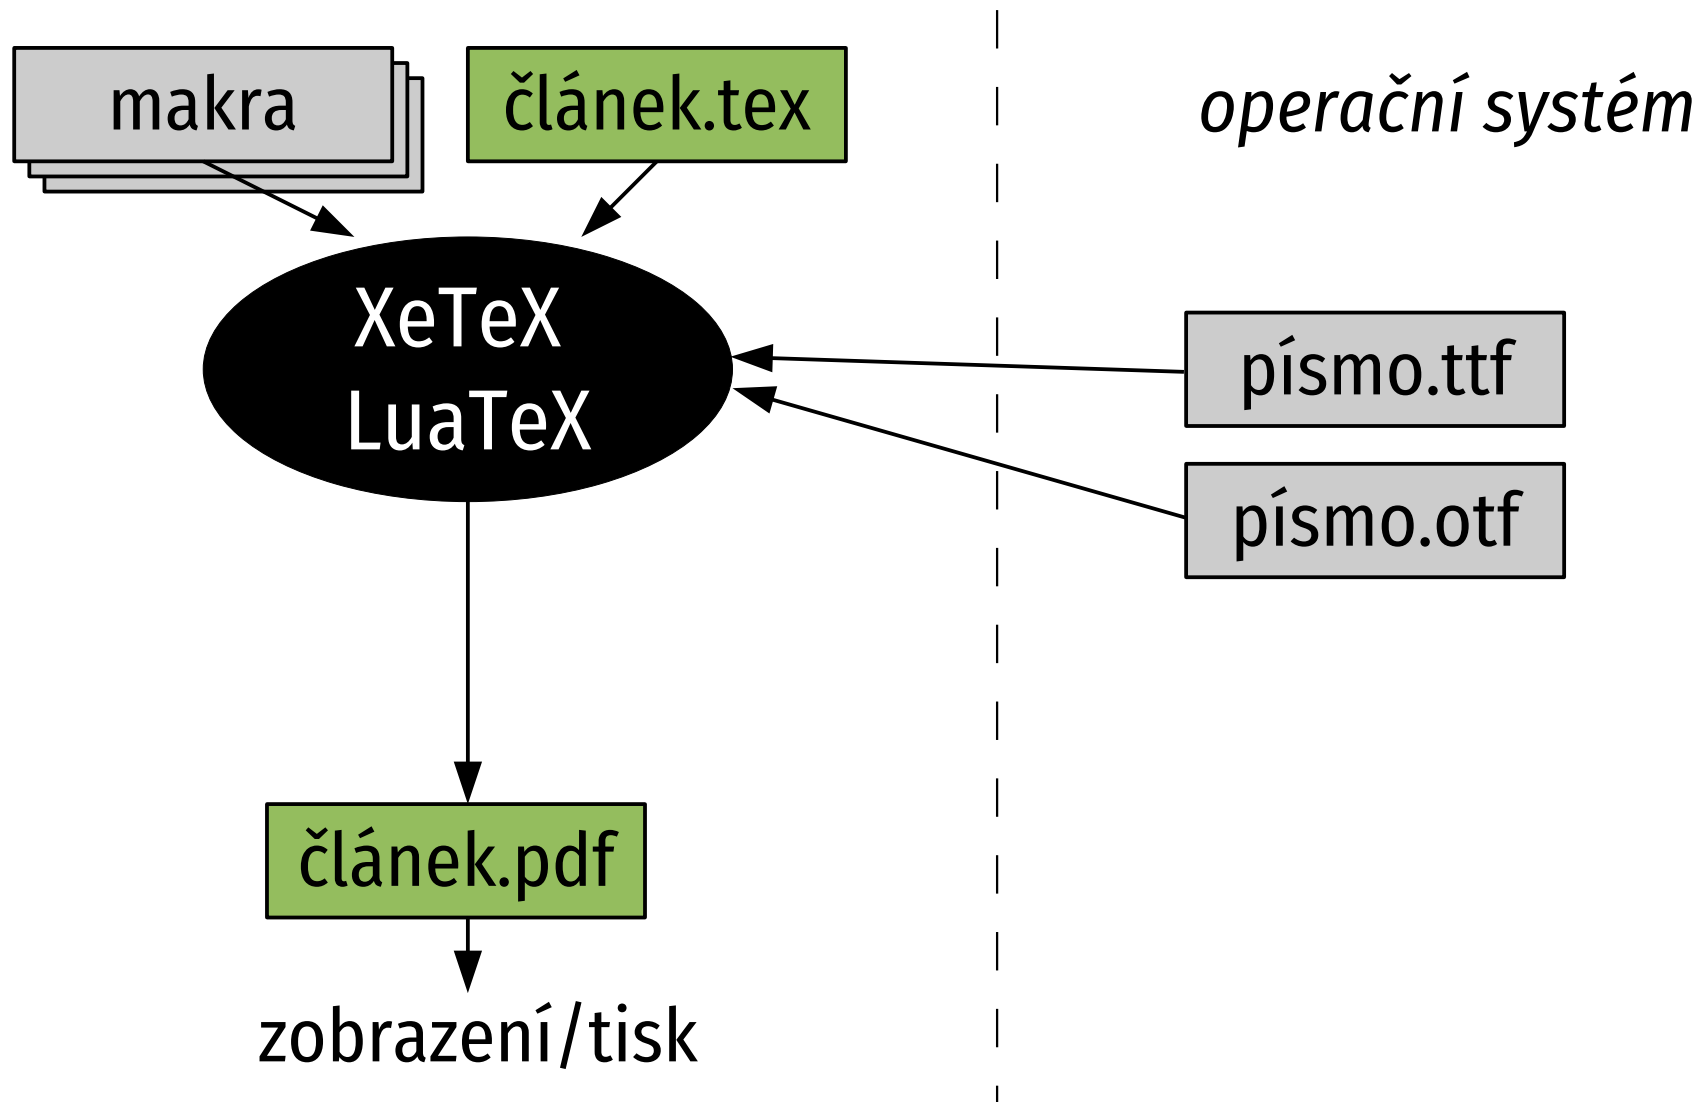 makra
článek.tex
operační systém
XeTeX
LuaTeX
písmo.ttf
písmo.otf
článek.pdf
zobrazení/tisk